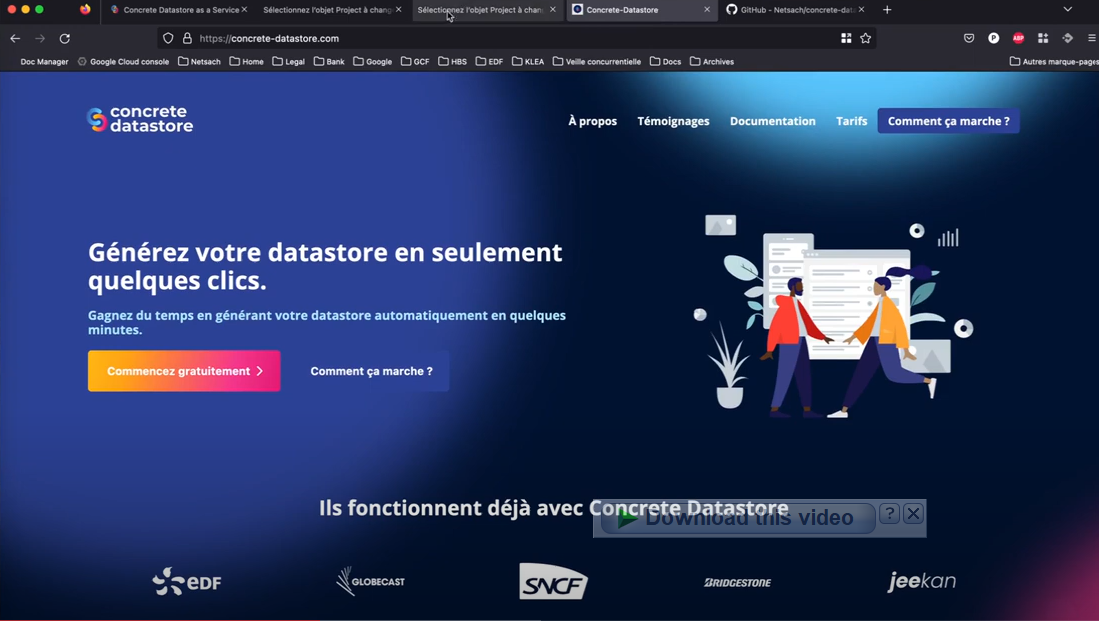 Concrete Datastore as a Service
Sélectionnez l'objet Project à chang
Sélectionnez l'objet Project à chang
Concrete-Datastore
GitHub - Netsach/concrete-data
https://concrete-datastore.com
Doc Manager
Google Cloud console
Netsach
Home
Legal
Bank
Google
GCF
HBS
EDF
KLEA
Veille concurrentielle
Docs
Archives
Autres marque-pages
concrete
datastore
À propos
Témoignages
Documentation
Tarifs
Comment ça marche ?
Générez votre datastore en seulement
quelques clics.
Gagnez du temps en générant votre datastore automatiquement en quelques
minutes.
Commencez gratuitement
Comment ça marche ?
Ils fonctionnent déjà avec Concrete Datastore
Download this video
?
EDF
GLOBECAST
SNCF
BRIDGESTONE
jeekan